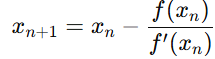 x_{n+1} = x_n - \frac{f(x_n)}{f'(x_n)}